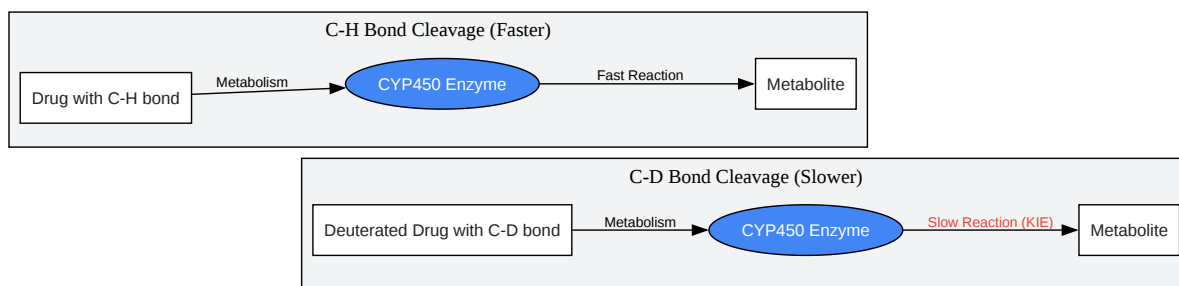 C-H Bond Cleavage (Faster)
Drug with C-H bond
Metabolism
CYP450 Enzyme
Fast Reaction
Metabolite
C-D Bond Cleavage (Slower)
Deuterated Drug with C-D bond
Metabolism
CYP450 Enzyme
Slow Reaction (KIE)
Metabolite